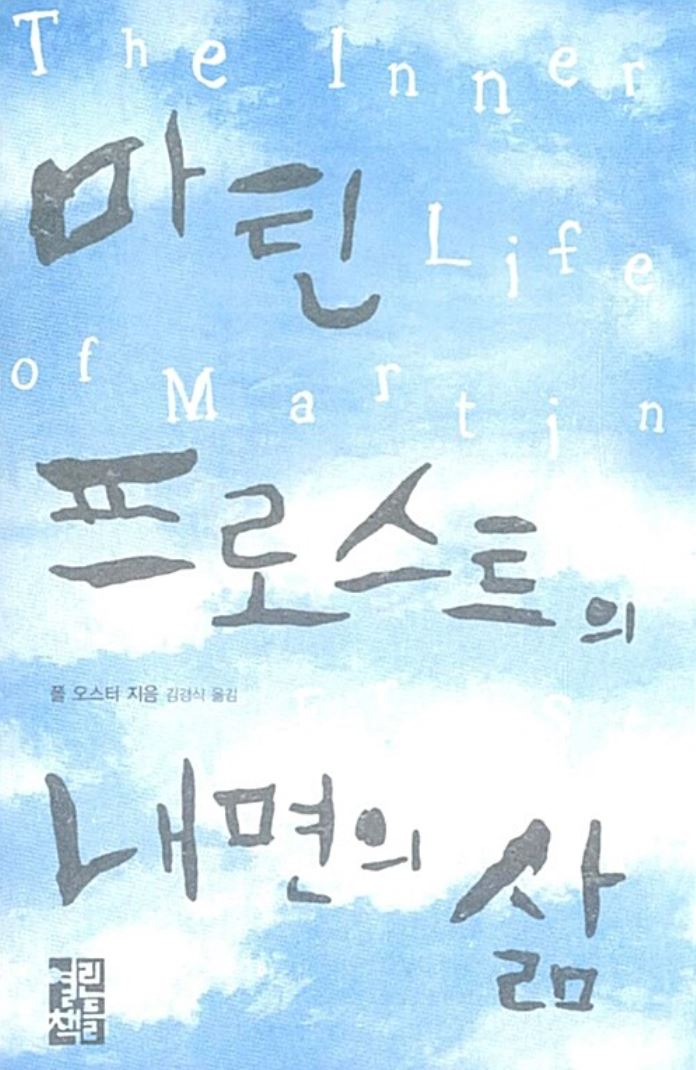 The Inner
마틴
Life
of Martin
프로스트의
폴 오스터 지음 김경식 옮김
내면의 삶
열린
책들